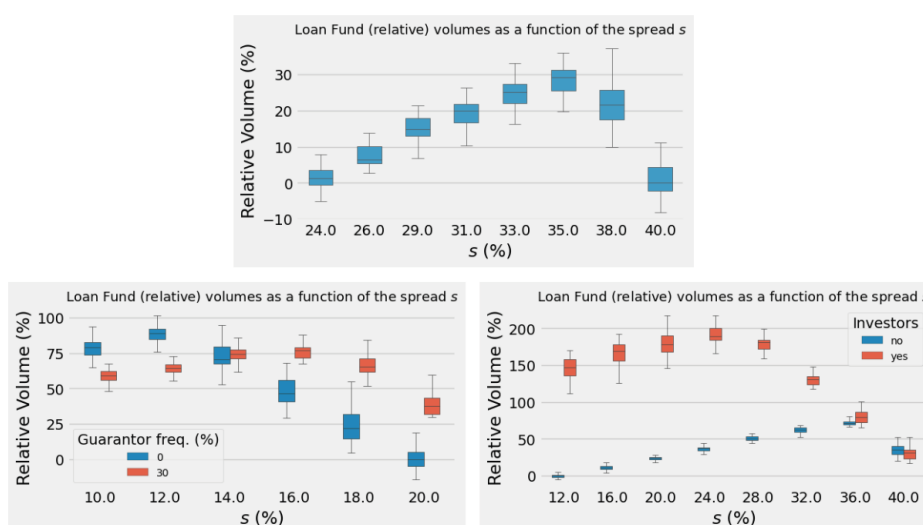 Loan Fund (relative) volumes as a function of the spread s
Relative Volume (%)
30
20
10
0
−10
24.0 26.0 29.0 31.0 33.0 35.0 38.0 40.0
s (%)
Loan Fund (relative) volumes as a function of the spread s
Relative Volume (%)
100
75
50
25
0
Guarantor freq. (%)
0
30
10.0 12.0 14.0 16.0 18.0 20.0
s (%)
Loan Fund (relative) volumes as a function of the spread s
Relative Volume (%)
200
150
100
50
0
Investors
no
yes
12.0 16.0 20.0 24.0 28.0 32.0 36.0 40.0
s (%)